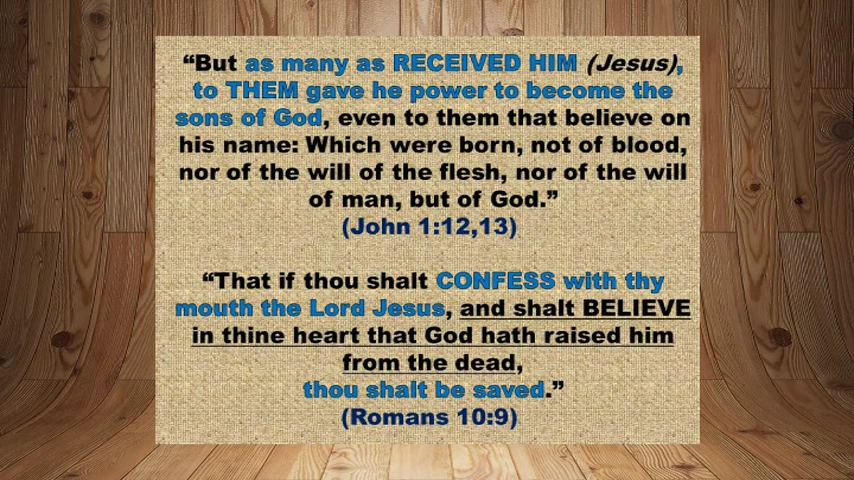 “But as many as RECEIVED HIM (Jesus),
to THEM gave he power to become the
sons of God, even to them that believe on
his name: Which were born, not of blood,
nor of the will of the flesh, nor of the will
of man, but of God.”
(John 1:12,13)
“That if thou shalt CONFESS with thy
mouth the Lord Jesus, and shalt BELIEVE
in thine heart that God hath raised him
from the dead,
thou shalt be saved.”
(Romans 10:9)